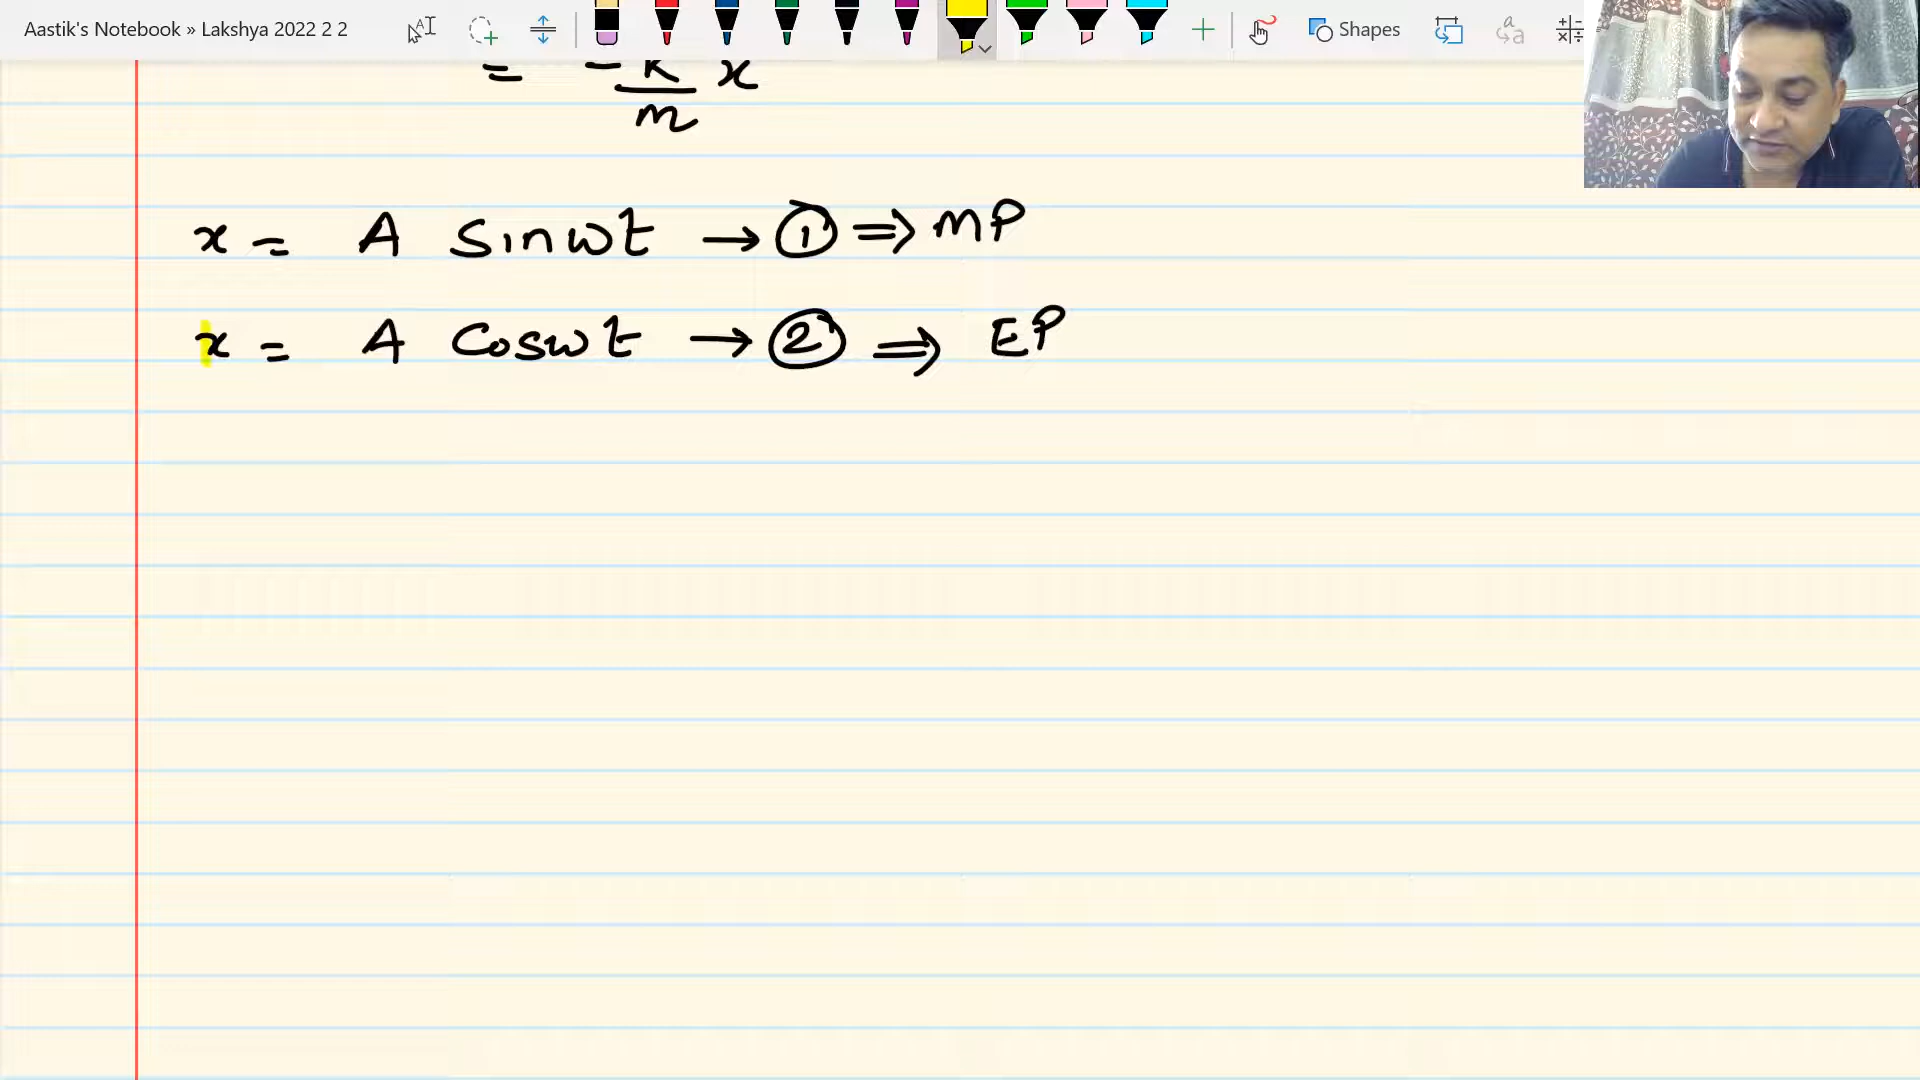 Aastik's Notebook » Lakshya 2022 2 2
Shapes
= -k/m x
x = A Sinωt → ① ⇒ MP
x = A Cosωt → ② ⇒ EP